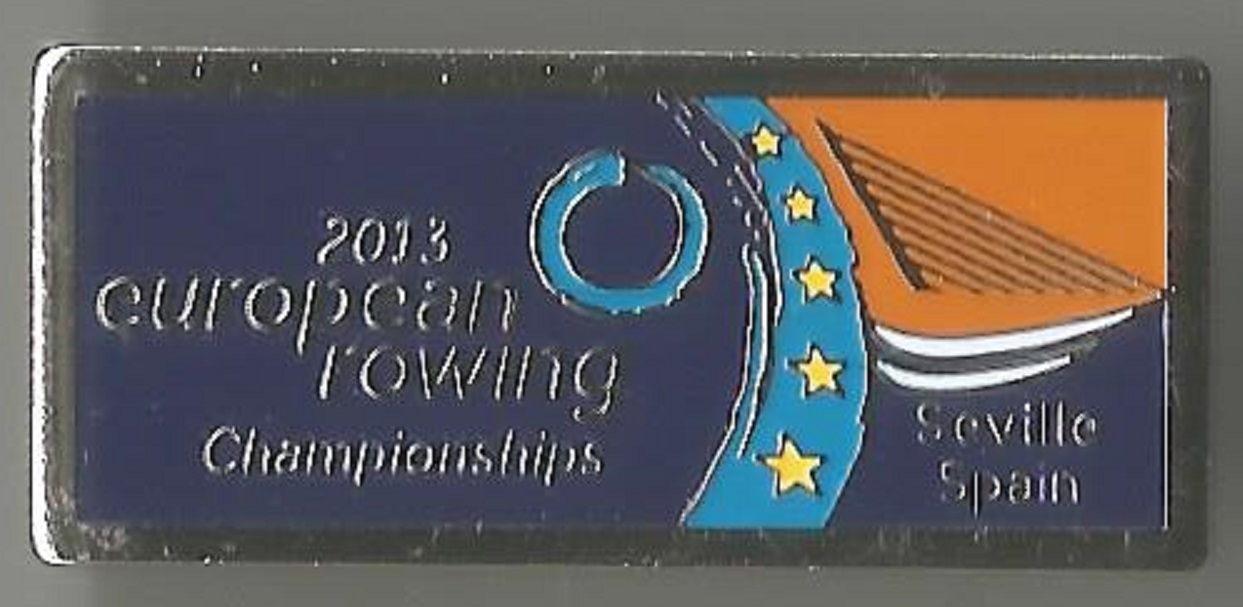 2013
european
rowing
Championships
Seville
Spain